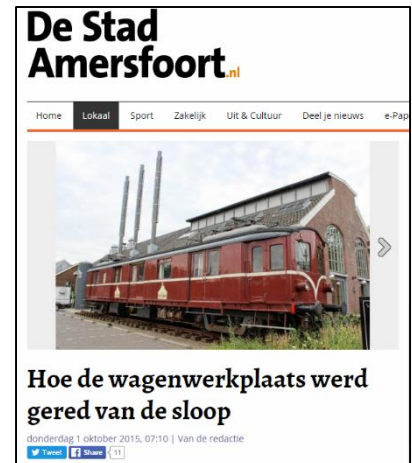 De Stad
Amersfoort.nl
Home Lokaal Sport Zakelijk Uit & Cultuur Deel je nieuws e-Pap
Hoe de wagenwerkplaats werd
gered van de sloop
donderdag 1 oktober 2015, 07:10 | Van de redactie
Tweet Share 11